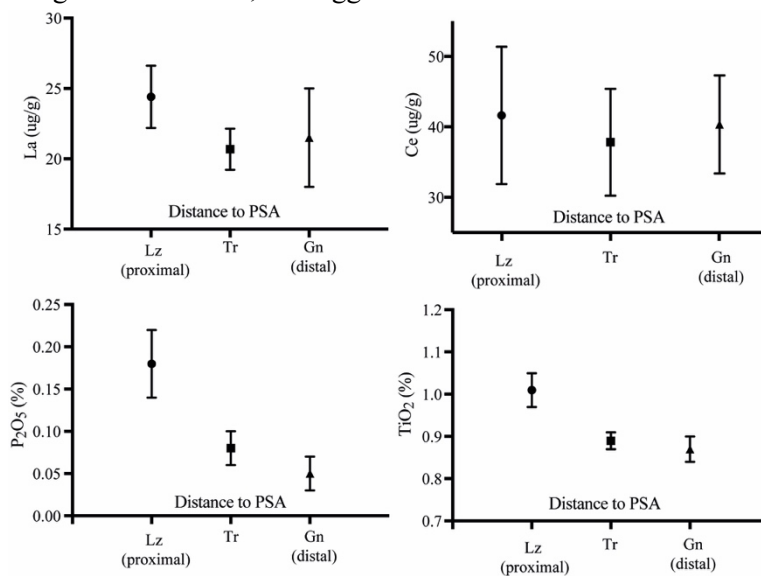 30
25
20
15
La (ug/g)
Distance to PSA
Lz
(proximal)
Tr
Gn
(distal)
50
40
30
Ce (ug/g)
Distance to PSA
Lz
(proximal)
Tr
Gn
(distal)
0.25
0.20
0.15
0.10
0.05
0.00
P2O5 (%)
Distance to PSA
Lz
(proximal)
Tr
Gn
(distal)
1.2
1.1
1.0
0.9
0.8
0.7
TiO2 (%)
Distance to PSA
Lz
(proximal)
Tr
Gn
(distal)